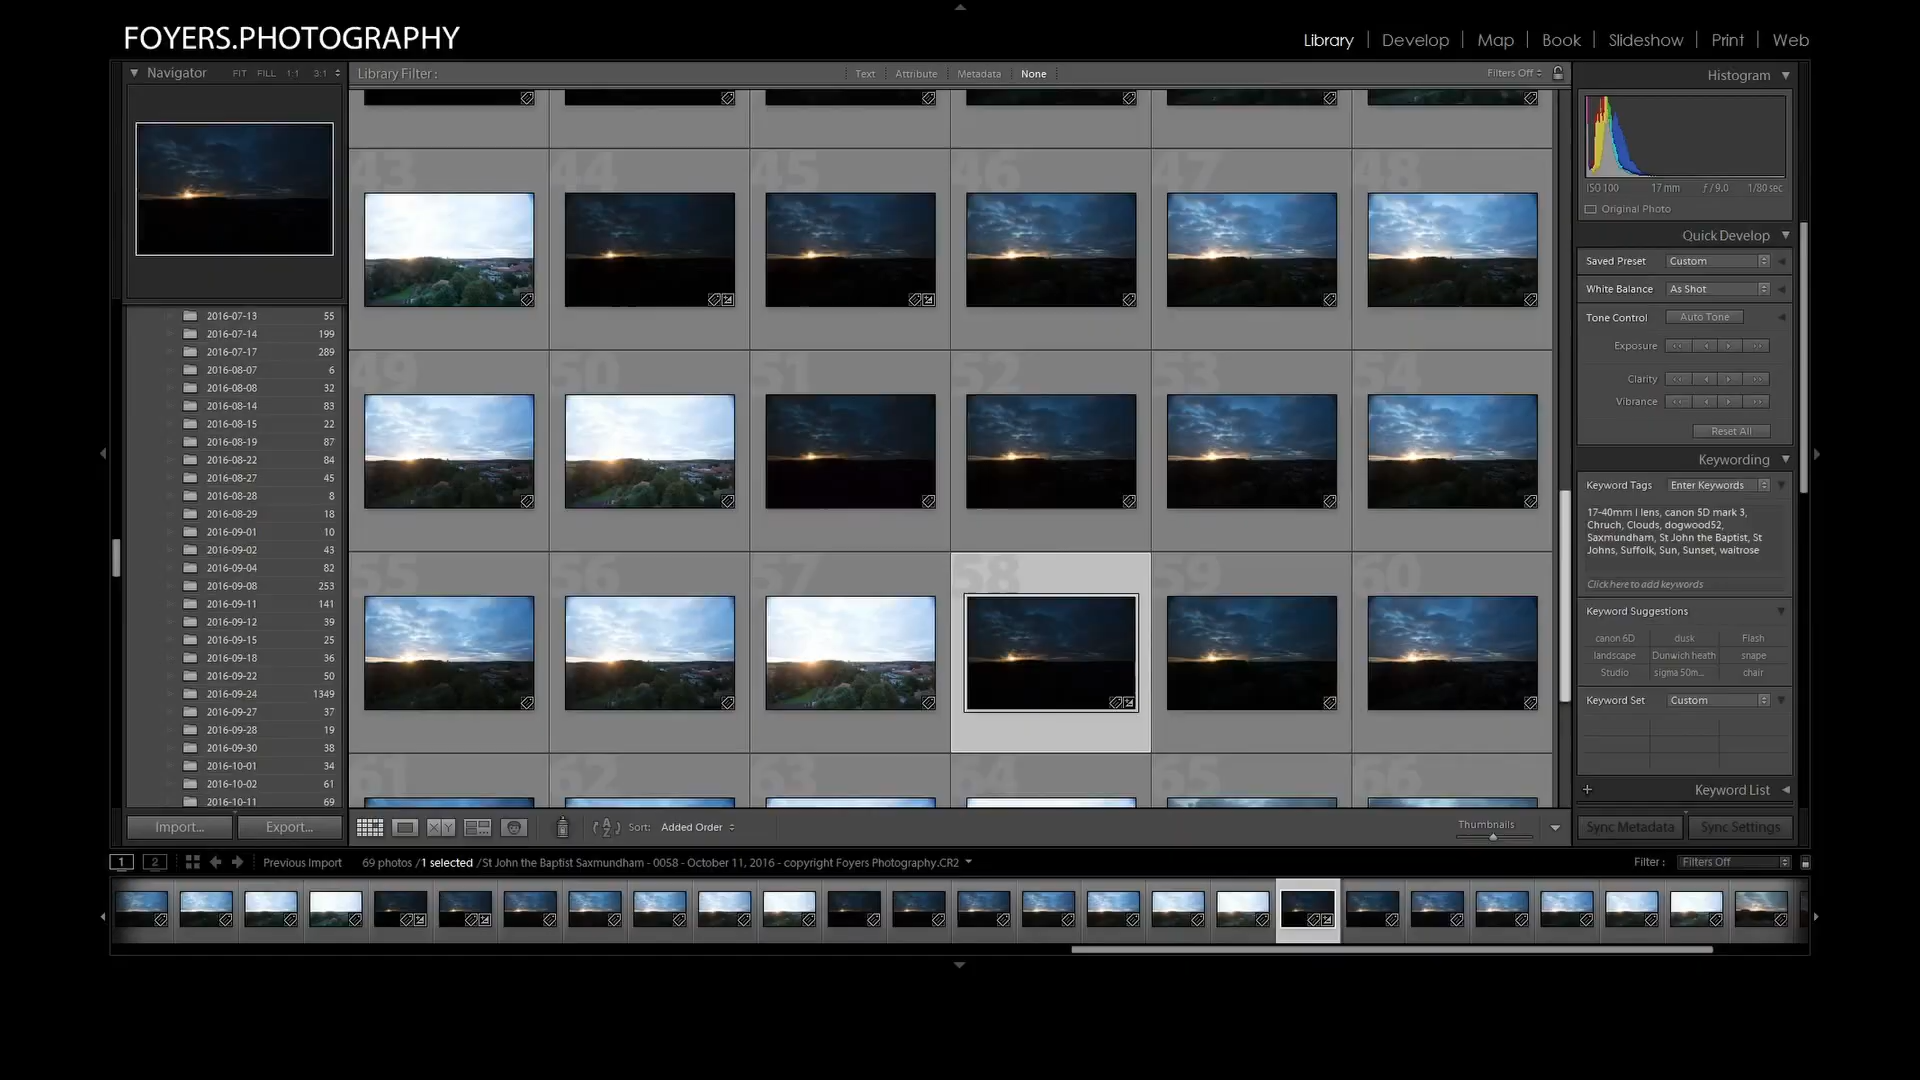 FOYERS.PHOTOGRAPHY
Library | Develop | Map | Book | Slideshow | Print | Web
Navigator FIT FILL 1:1 3:1
Library Filter : Text Attribute Metadata None Filters Off
Histogram
ISO 100 17 mm ƒ / 9.0 1/80 sec
Original Photo
Quick Develop
Saved Preset Custom
White Balance As Shot
Tone Control Auto Tone
Exposure
Clarity
Vibrance
Reset All
Keywording
Keyword Tags Enter Keywords
17-40mm l lens, canon 5D mark 3,
Chruch, Clouds, dogwood52,
Saxmundham, St John the Baptist, St
Johns, Suffolk, Sun, Sunset, waitrose
Click here to add keywords
Keyword Suggestions
canon 6D dusk Flash
landscape Dunwich heath snape
Studio sigma 50m... chair
Keyword Set Custom
+ Keyword List
Sync Metadata Sync Settings
43 44 45 46 47 48
49 50 51 52 53 54
55 56 57 58 59 60
61 62 63 64 65 66
2016-07-13 55
2016-07-14 199
2016-07-17 289
2016-08-07 6
2016-08-08 32
2016-08-14 83
2016-08-15 22
2016-08-19 87
2016-08-22 84
2016-08-27 45
2016-08-28 8
2016-08-29 18
2016-09-01 10
2016-09-02 43
2016-09-04 82
2016-09-08 253
2016-09-11 141
2016-09-12 39
2016-09-15 25
2016-09-18 36
2016-09-22 50
2016-09-24 1349
2016-09-27 37
2016-09-28 19
2016-09-30 38
2016-10-01 34
2016-10-02 61
2016-10-11 69
Import... Export...
Sort: Added Order
Thumbnails
1 2 Previous Import 69 photos / 1 selected / St John the Baptist Saxmundham - 0058 - October 11, 2016 - copyright Foyers Photography.CR2
Filter : Filters Off